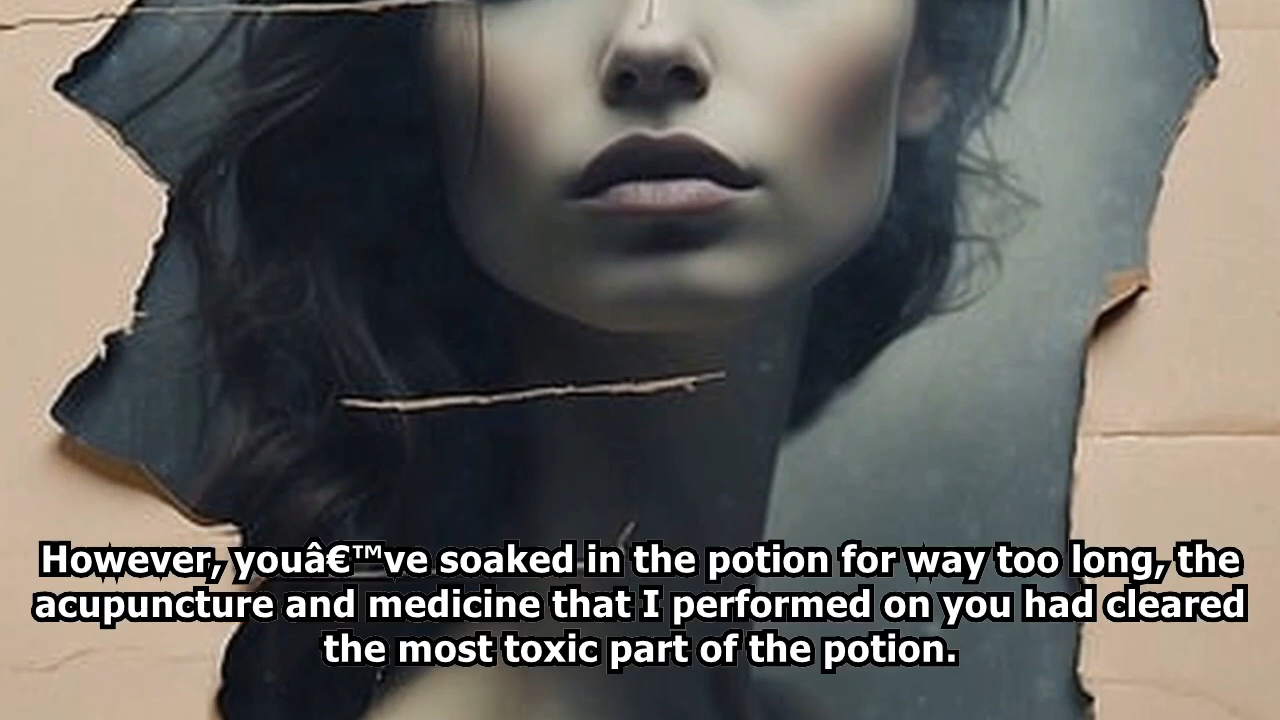 However, youâ€™ve soaked in the potion for way too long, the
acupuncture and medicine that I performed on you had cleared
the most toxic part of the potion.